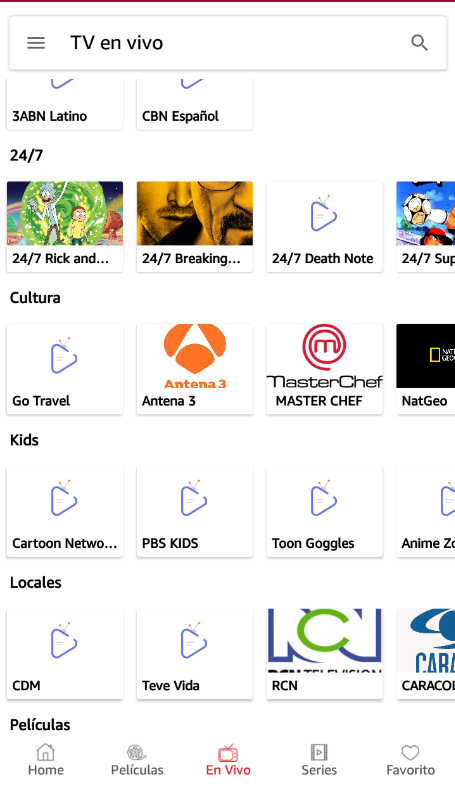 TV en vivo
3ABN Latino
CBN Español
24/7
24/7 Rick and...
24/7 Breaking...
24/7 Death Note
24/7 Sup
Cultura
Antena 3
MasterChef
NAT
GEO
Go Travel
Antena 3
MASTER CHEF
NatGeo
Kids
Cartoon Netwo...
PBS KIDS
Toon Goggles
Anime Zo
Locales
RCN
RCN TELEVISION
CARA
CDM
Teve Vida
RCN
CARACOL
Películas
Home
Películas
En Vivo
Series
Favorito